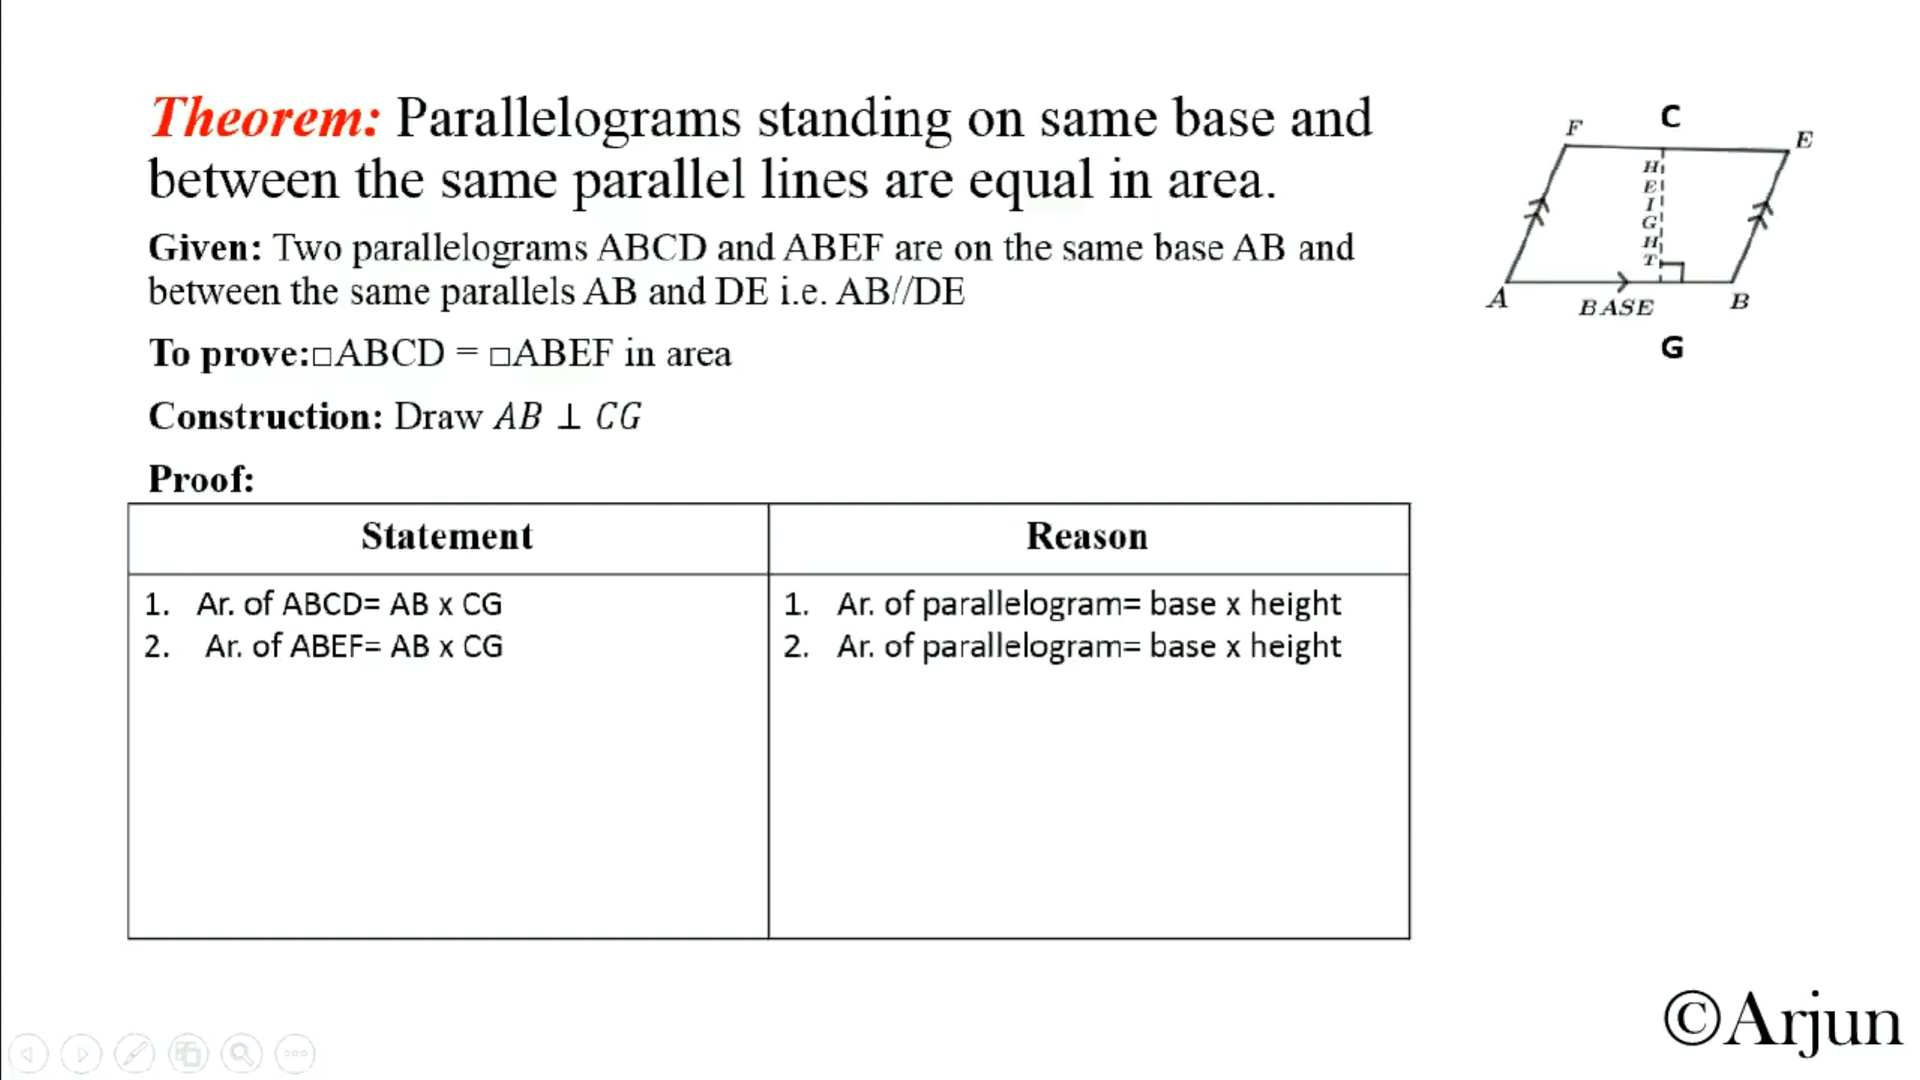 Theorem: Parallelograms standing on same base and
between the same parallel lines are equal in area.
Given: Two parallelograms ABCD and ABEF are on the same base AB and
between the same parallels AB and DE i.e. AB//DE
To prove:□ABCD = □ABEF in area
Construction: Draw AB ⊥ CG
Proof:
Statement
Reason
1. Ar. of ABCD= AB x CG
2. Ar. of ABEF= AB x CG
1. Ar. of parallelogram= base x height
2. Ar. of parallelogram= base x height
C
F
E
HEIGHT
A
BASE
B
G
©Arjun